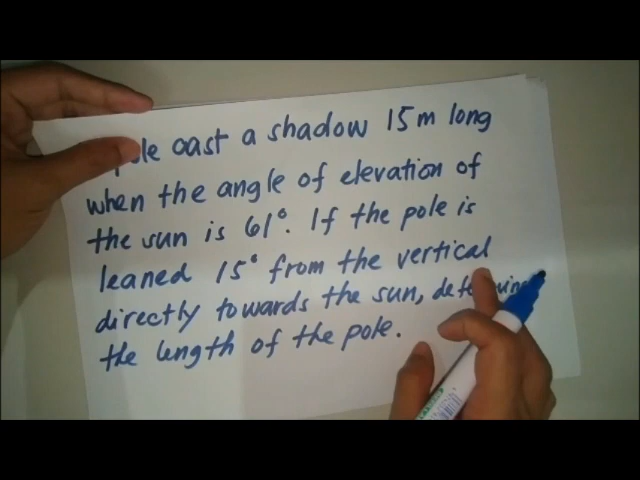 pole cast a shadow 15m long
when the angle of elevation of
the sun is 61°. If the pole is
leaned 15° from the vertical
directly towards the sun, determine
the length of the pole.